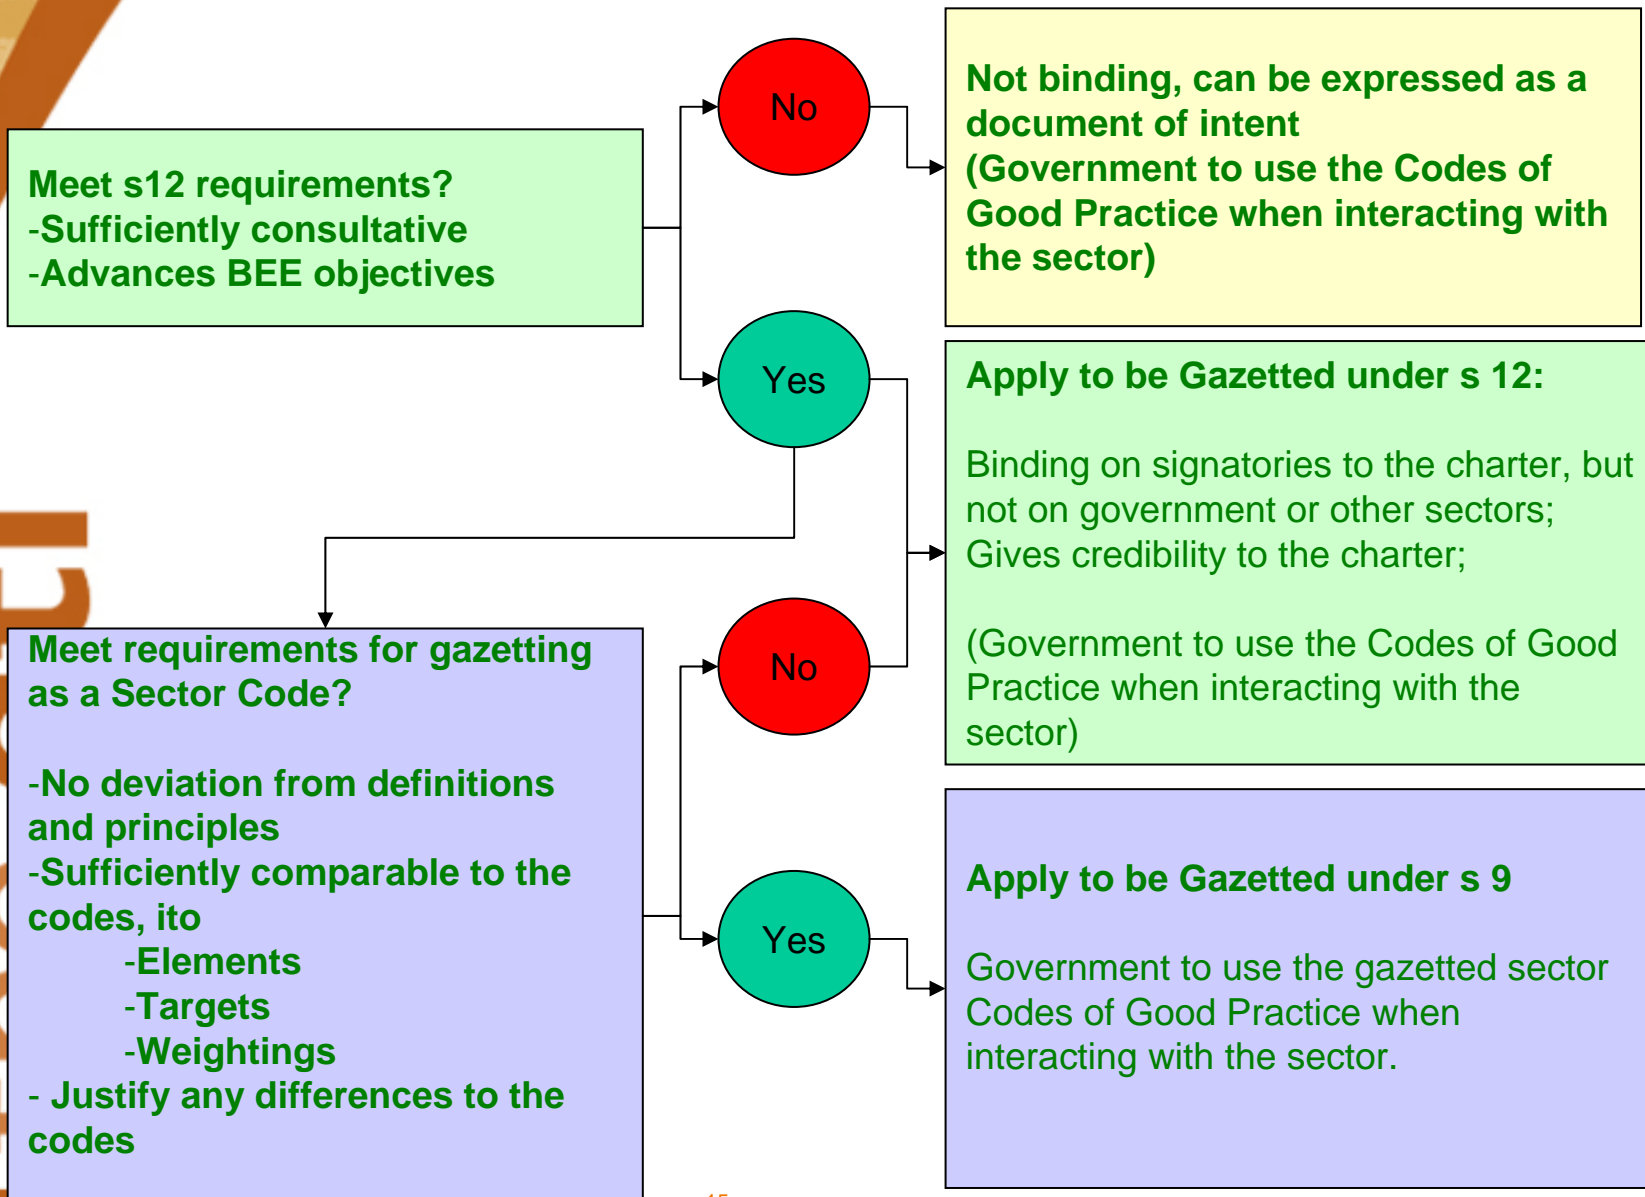 Meet s12 requirements?
-Sufficiently consultative
-Advances BEE objectives
No
Not binding, can be expressed as a
document of intent
(Government to use the Codes of
Good Practice when interacting with
the sector)
Yes
Apply to be Gazetted under s 12:
Binding on signatories to the charter, but
not on government or other sectors;
Gives credibility to the charter;
(Government to use the Codes of Good
Practice when interacting with the
sector)
Meet requirements for gazetting
as a Sector Code?
-No deviation from definitions
and principles
-Sufficiently comparable to the
codes, ito
-Elements
-Targets
-Weightings
- Justify any differences to the
codes
No
Yes
Apply to be Gazetted under s 9
Government to use the gazetted sector
Codes of Good Practice when
interacting with the sector.